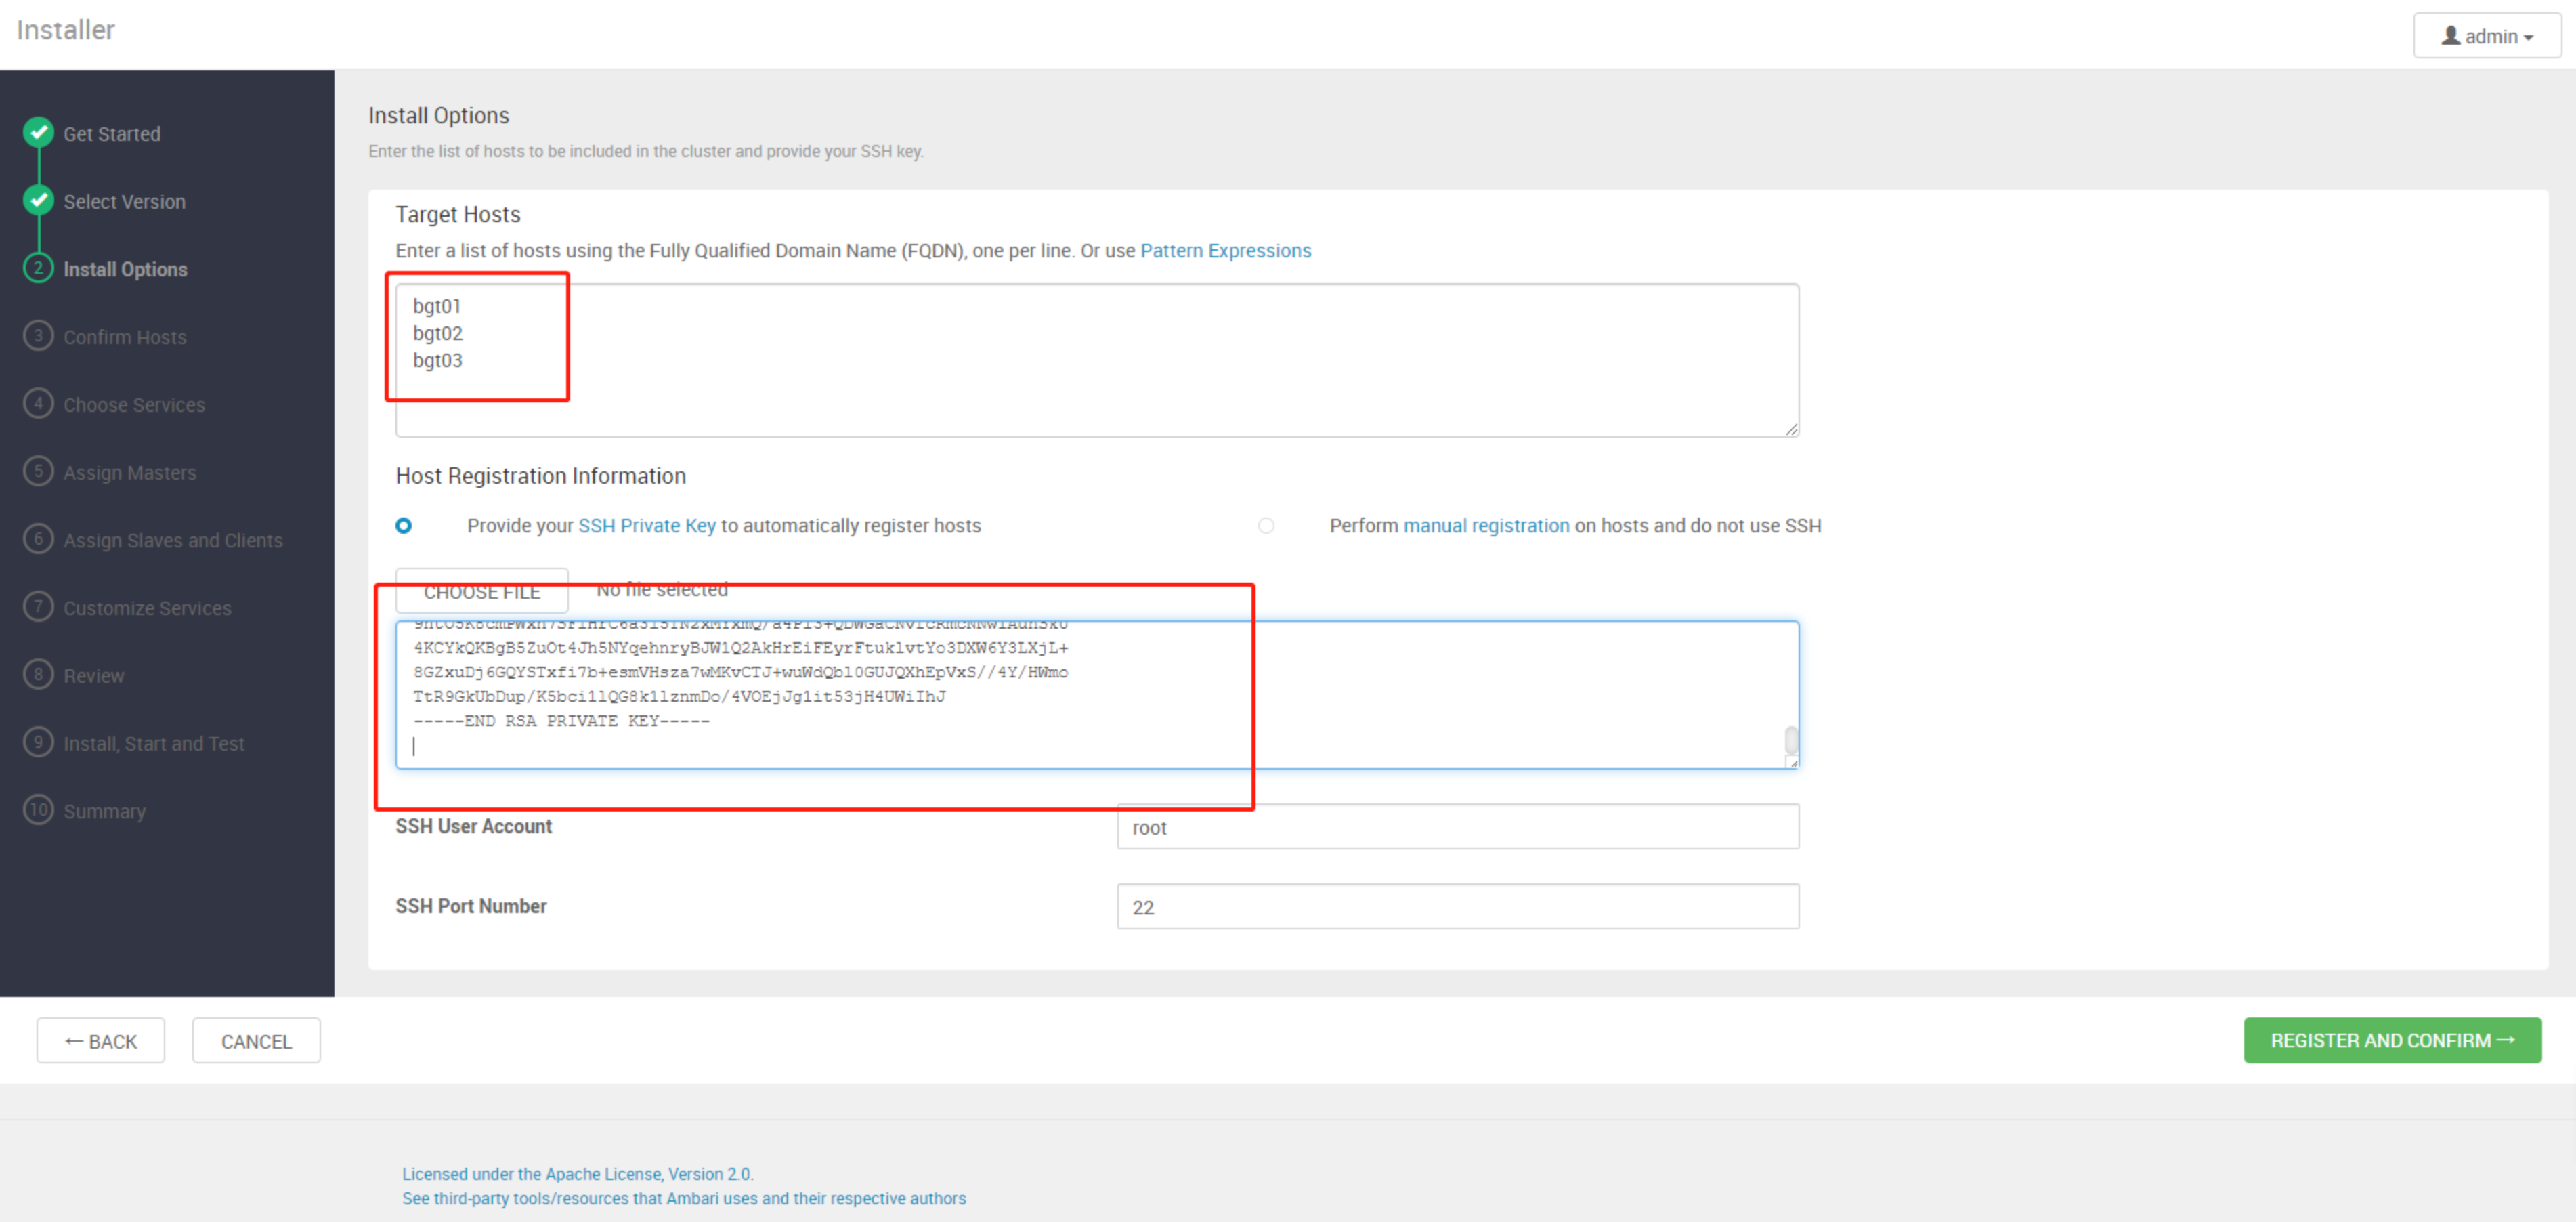 Installer
admin
Get Started
Select Version
2 Install Options
3 Confirm Hosts
4 Choose Services
5 Assign Masters
6 Assign Slaves and Clients
7 Customize Services
8 Review
9 Install, Start and Test
10 Summary
Install Options
Enter the list of hosts to be included in the cluster and provide your SSH key.
Target Hosts
Enter a list of hosts using the Fully Qualified Domain Name (FQDN), one per line. Or use Pattern Expressions
bgt01
bgt02
bgt03
Host Registration Information
Provide your SSH Private Key to automatically register hosts
Perform manual registration on hosts and do not use SSH
CHOOSE FILE No file selected
4KCYkQKBgB5ZuOt4Jh5NYqehnryBJW1Q2AkHrEiFEyrFtuklvtYo3DXW6Y3LXjL+
8GZxuDj6GQYSTxfi7b+esmVHsza7wMKvCTJ+wuWdQbl0GUJQXhEpVxS//4Y/HWmo
TtR9GkUbDup/K5bci1lQG8k1lznmDo/4VOEjJg1it53jH4UWiIhJ
-----END RSA PRIVATE KEY-----
SSH User Account
root
SSH Port Number
22
← BACK
CANCEL
REGISTER AND CONFIRM →
Licensed under the Apache License, Version 2.0.
See third-party tools/resources that Ambari uses and their respective authors